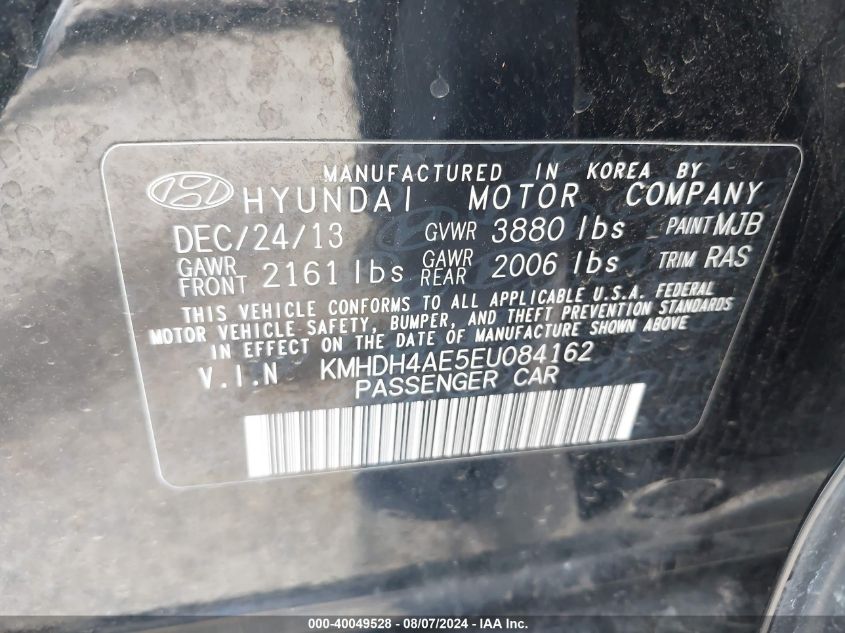 MANUFACTURED IN KOREA BY
HYUNDAI MOTOR COMPANY
DEC/24/13 GVWR 3880 lbs PAINT MJB
GAWR FRONT 2161 lbs GAWR REAR 2006 lbs TRIM RAS
THIS VEHICLE CONFORMS TO ALL APPLICABLE U.S.A. FEDERAL
MOTOR VEHICLE SAFETY, BUMPER, AND THEFT PREVENTION STANDARDS
IN EFFECT ON THE DATE OF MANUFACTURE SHOWN ABOVE
V.I.N KMHDH4AE5EU084162
PASSENGER CAR
000-40049528 - 08/07/2024 - IAA Inc.